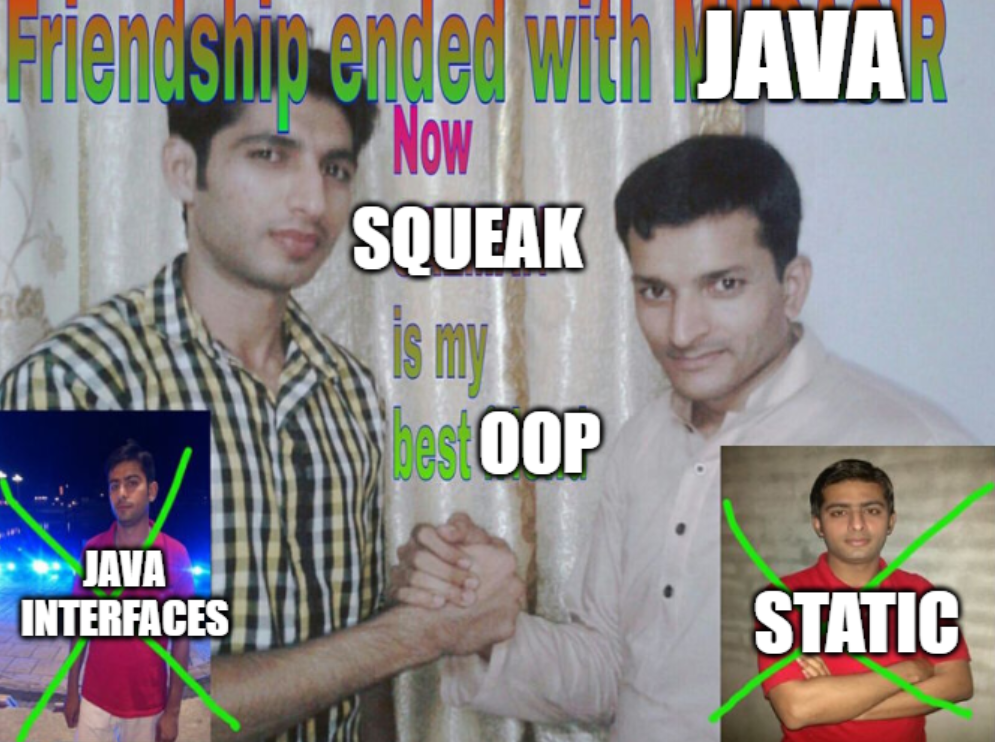 Friendship ended with JAVA
Now
SQUEAK
is my
best OOP
JAVA
INTERFACES
STATIC